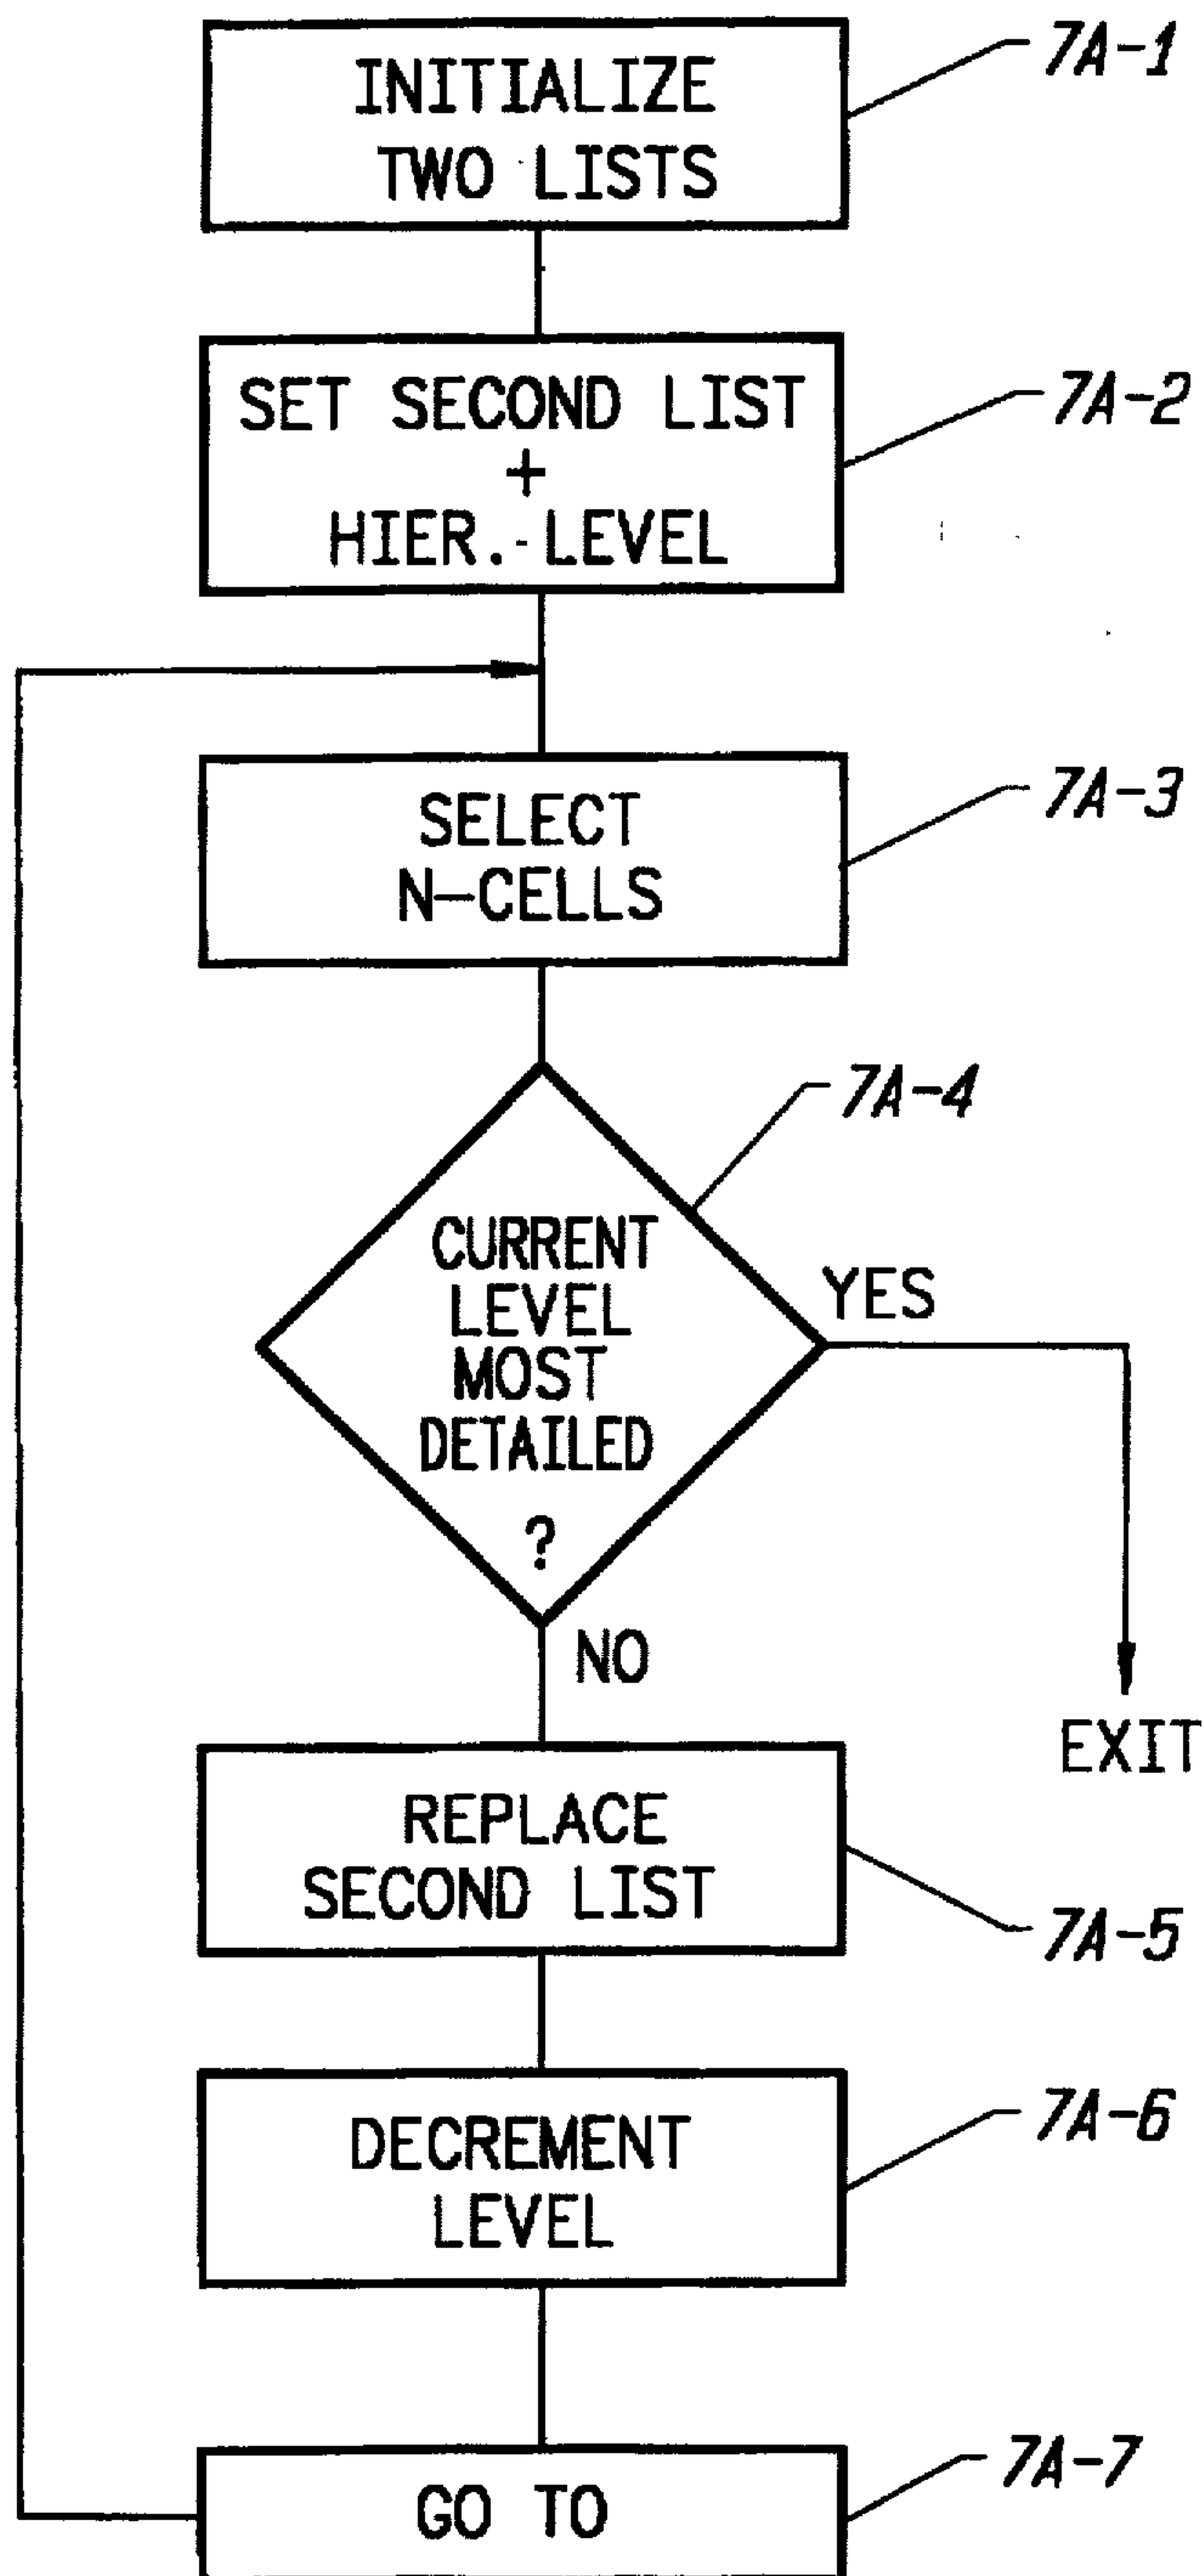 INITIALIZE
TWO LISTS
7A-1
SET SECOND LIST
+
HIER. LEVEL
7A-2
SELECT
N-CELLS
7A-3
7A-4
CURRENT
LEVEL
MOST
DETAILED
?
YES
EXIT
NO
REPLACE
SECOND LIST
7A-5
DECREMENT
LEVEL
7A-6
GO TO
7A-7